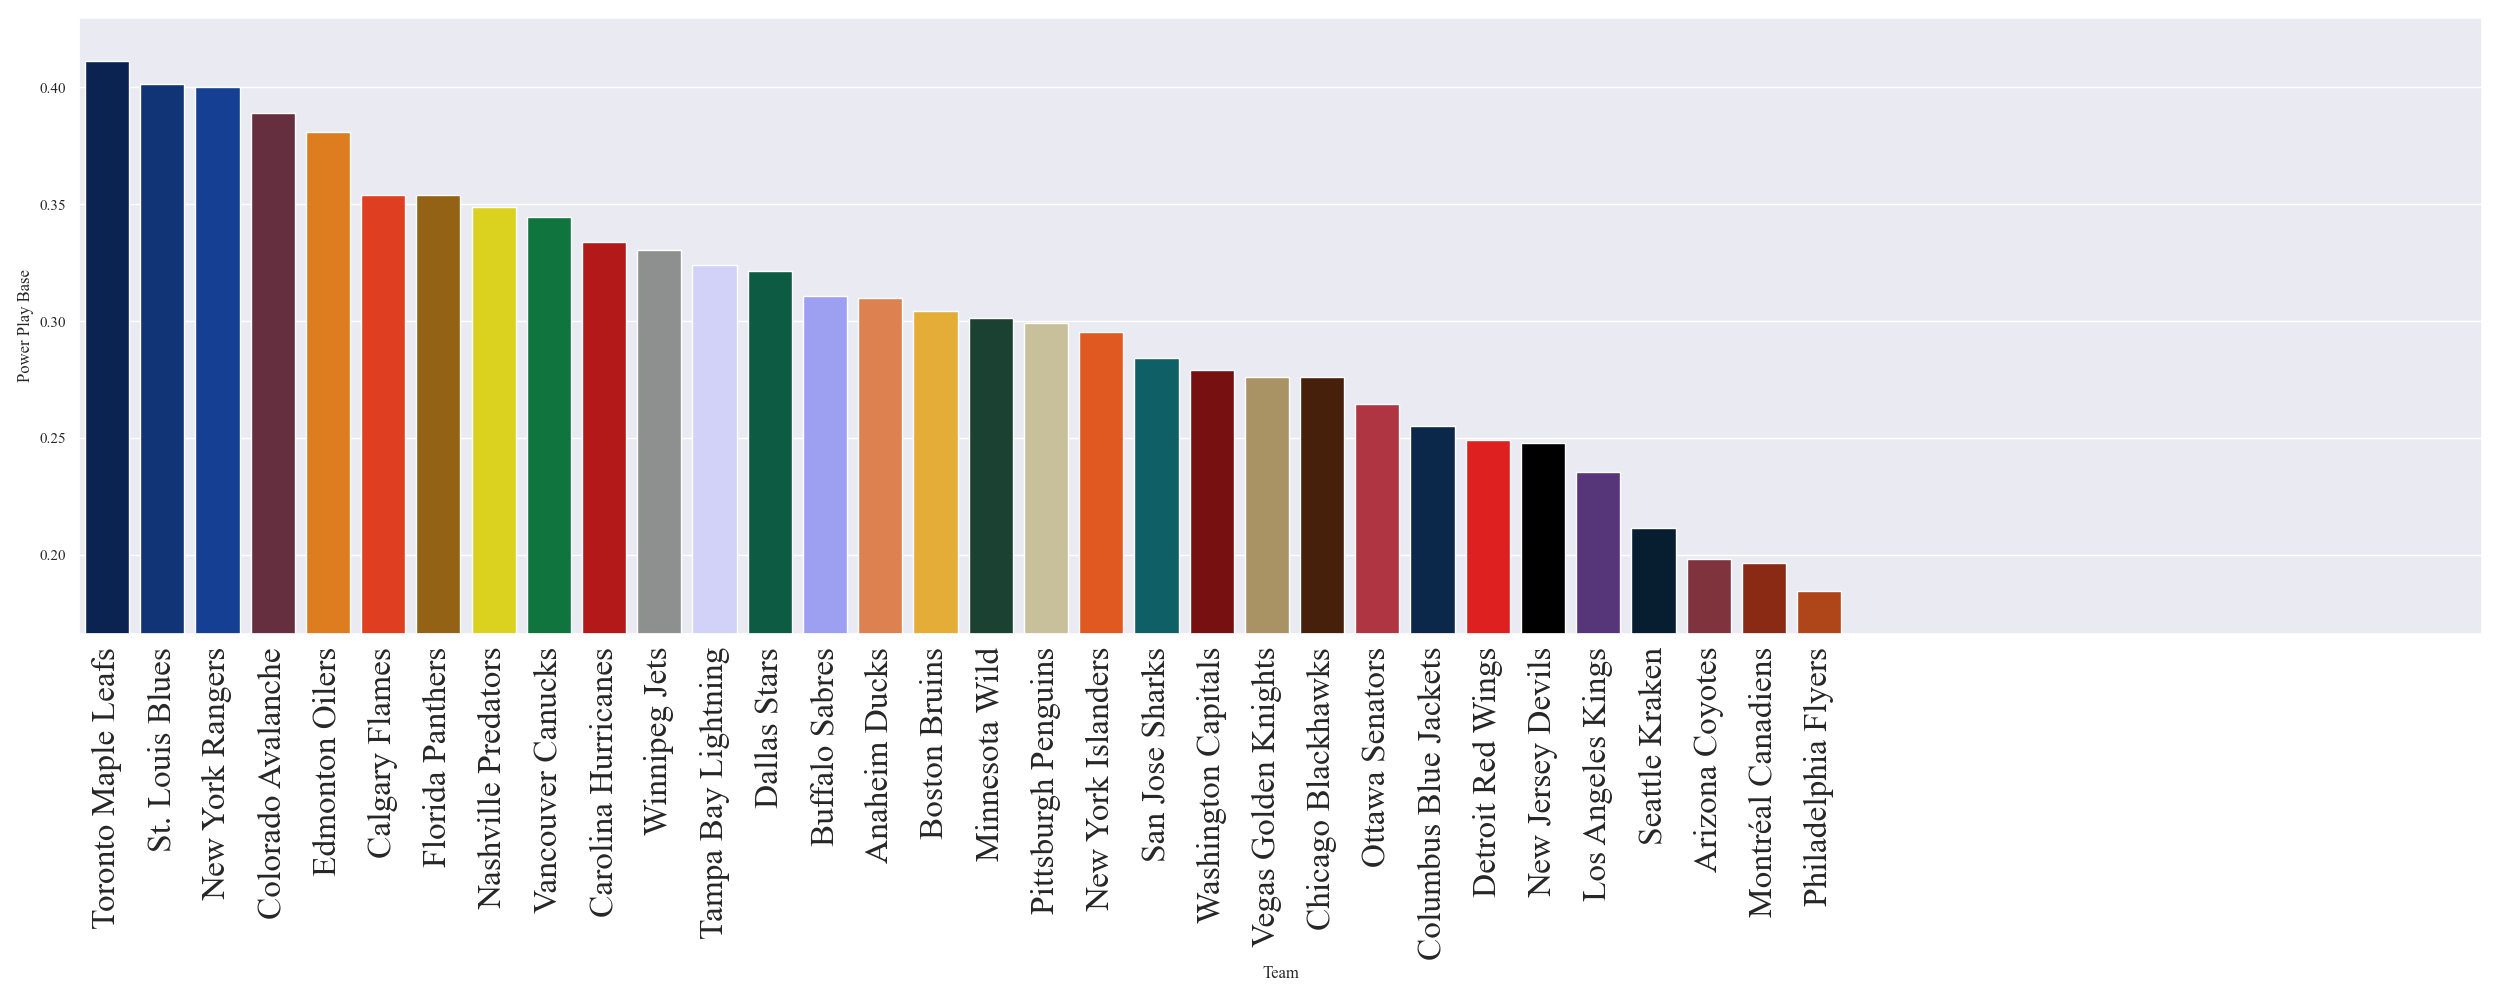 0.40
0.35
0.30
0.25
0.20
Power Play Base
Toronto Maple Leafs
St. Louis Blues
New York Rangers
Colorado Avalanche
Edmonton Oilers
Calgary Flames
Florida Panthers
Nashville Predators
Vancouver Canucks
Carolina Hurricanes
Winnipeg Jets
Tampa Bay Lightning
Dallas Stars
Buffalo Sabres
Anaheim Ducks
Boston Bruins
Minnesota Wild
Pittsburgh Penguins
New York Islanders
San Jose Sharks
Washington Capitals
Vegas Golden Knights
Chicago Blackhawks
Ottawa Senators
Columbus Blue Jackets
Detroit Red Wings
New Jersey Devils
Los Angeles Kings
Seattle Kraken
Arizona Coyotes
Montréal Canadiens
Philadelphia Flyers
Team